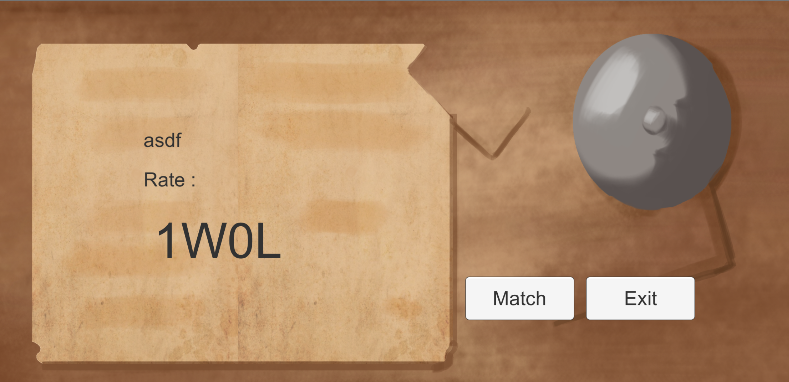 asdf
Rate :
1W0L
Match
Exit